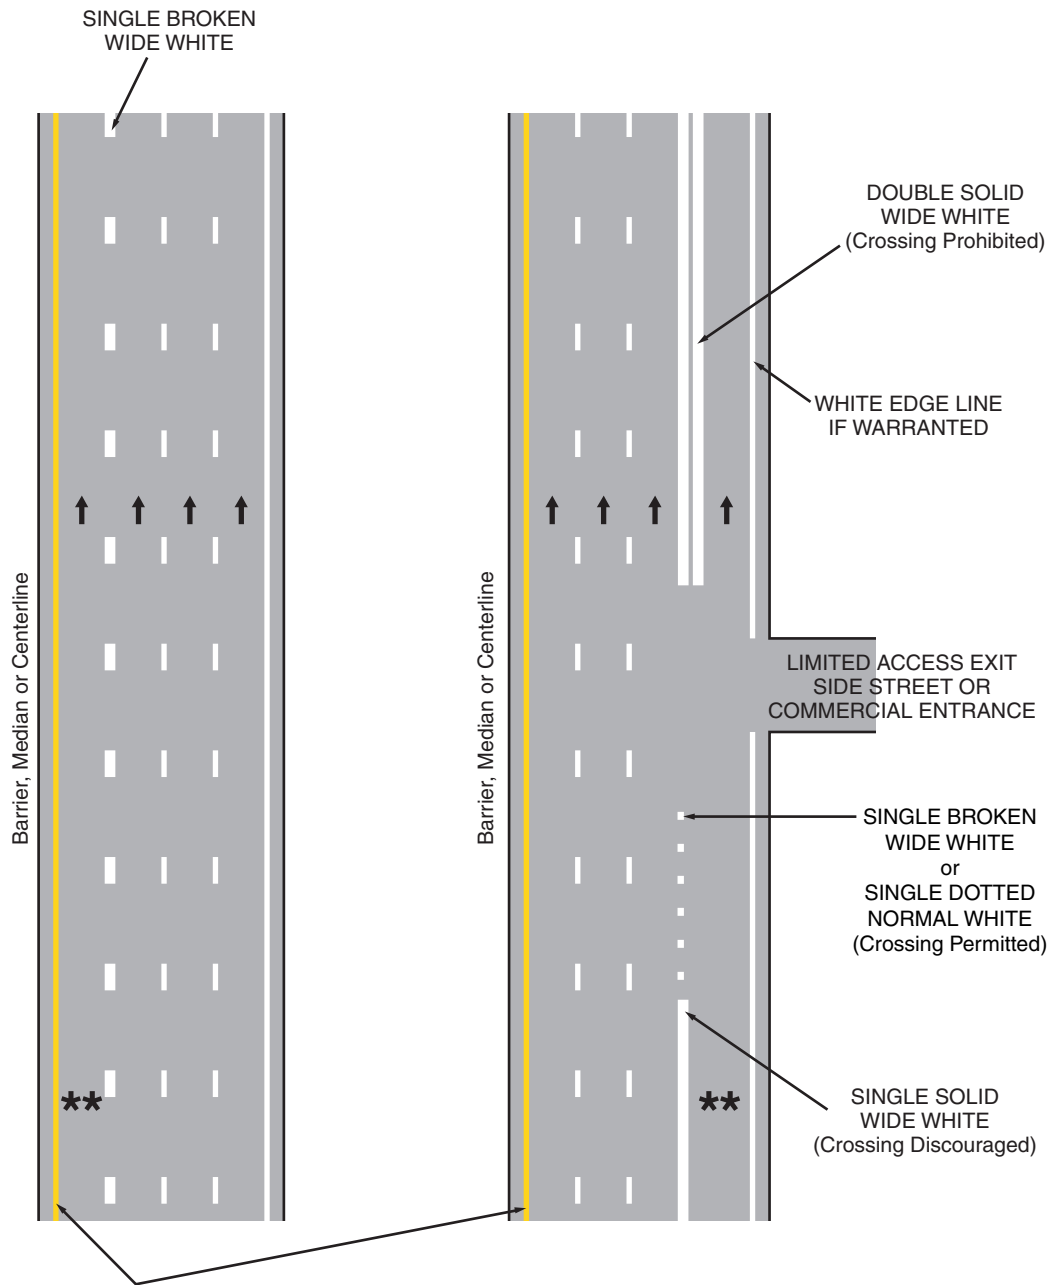 SINGLE BROKEN
WIDE WHITE
DOUBLE SOLID
WIDE WHITE
(Crossing Prohibited)
WHITE EDGE LINE
IF WARRANTED
Barrier, Median or Centerline
Barrier, Median or Centerline
LIMITED ACCESS EXIT
SIDE STREET OR
COMMERCIAL ENTRANCE
SINGLE BROKEN
WIDE WHITE
or
SINGLE DOTTED
NORMAL WHITE
(Crossing Permitted)
**
**
SINGLE SOLID
WIDE WHITE
(Crossing Discouraged)